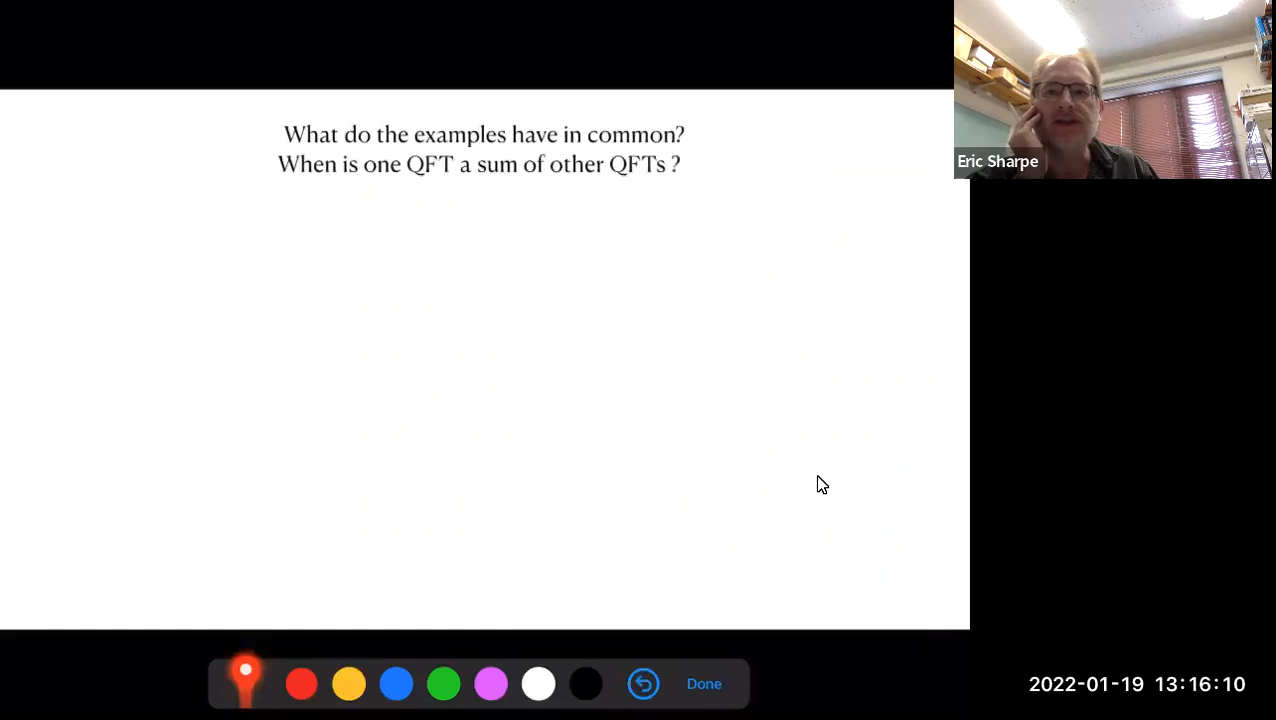 What do the examples have in common?
When is one QFT a sum of other QFTs ?
Eric Sharpe
Done
2022-01-19 13:16:10